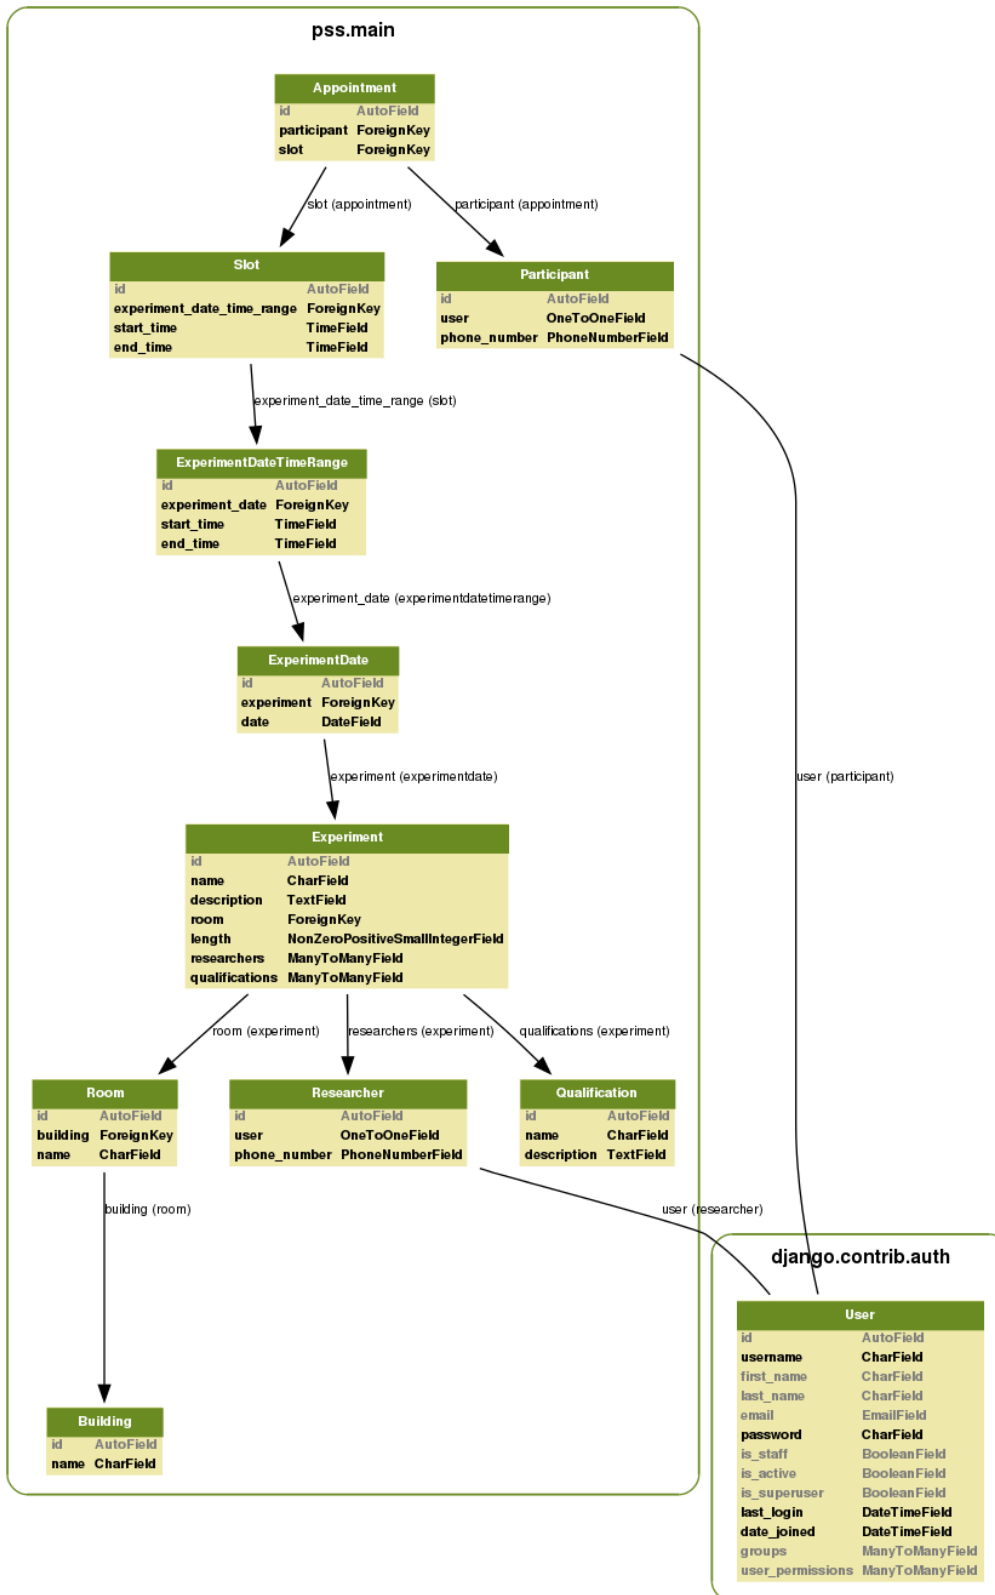 pss.main
Appointment
id AutoField
participant ForeignKey
slot ForeignKey
slot (appointment)
participant (appointment)
Slot
id AutoField
experiment_date_time_range ForeignKey
start_time TimeField
end_time TimeField
Participant
id AutoField
user OneToOneField
phone_number PhoneNumberField
experiment_date_time_range (slot)
ExperimentDateTimeRange
id AutoField
experiment_date ForeignKey
start_time TimeField
end_time TimeField
experiment_date (experimentdatetimerange)
ExperimentDate
id AutoField
experiment ForeignKey
date DateField
experiment (experimentdate)
user (participant)
Experiment
id AutoField
name CharField
description TextField
room ForeignKey
length NonZeroPositiveSmallIntegerField
researchers ManyToManyField
qualifications ManyToManyField
room (experiment)
researchers (experiment)
qualifications (experiment)
Room
id AutoField
building ForeignKey
name CharField
Researcher
id AutoField
user OneToOneField
phone_number PhoneNumberField
Qualification
id AutoField
name CharField
description TextField
building (room)
user (researcher)
django.contrib.auth
User
id AutoField
username CharField
first_name CharField
last_name CharField
email EmailField
password CharField
is_staff BooleanField
is_active BooleanField
is_superuser BooleanField
last_login DateTimeField
date_joined DateTimeField
groups ManyToManyField
user_permissions ManyToManyField
Building
id AutoField
name CharField